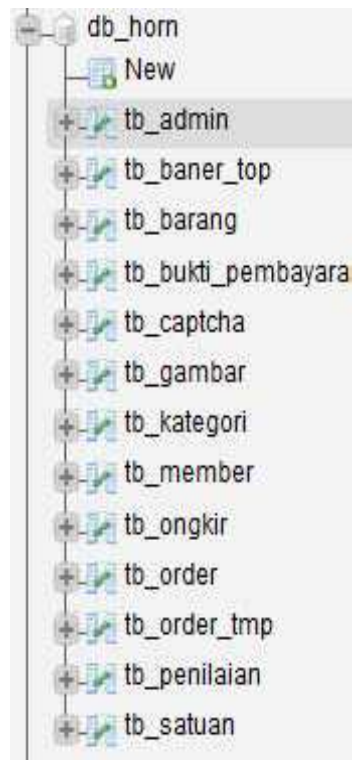 db_horn
New
tb_admin
tb_baner_top
tb_barang
tb_bukti_pembayara
tb_captcha
tb_gambar
tb_kategori
tb_member
tb_ongkir
tb_order
tb_order_tmp
tb_penilaian
tb_satuan